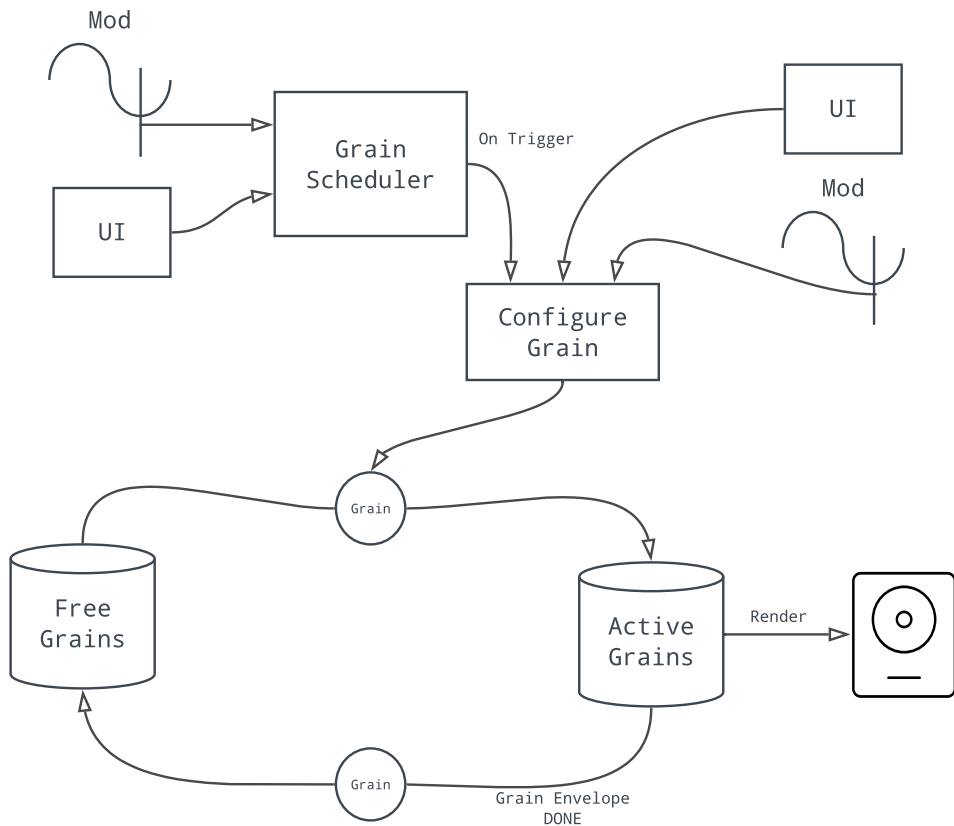 Mod
Grain
Scheduler
On Trigger
UI
UI
Mod
Configure
Grain
Grain
Free
Grains
Active
Grains
Render
Grain
Grain Envelope
DONE